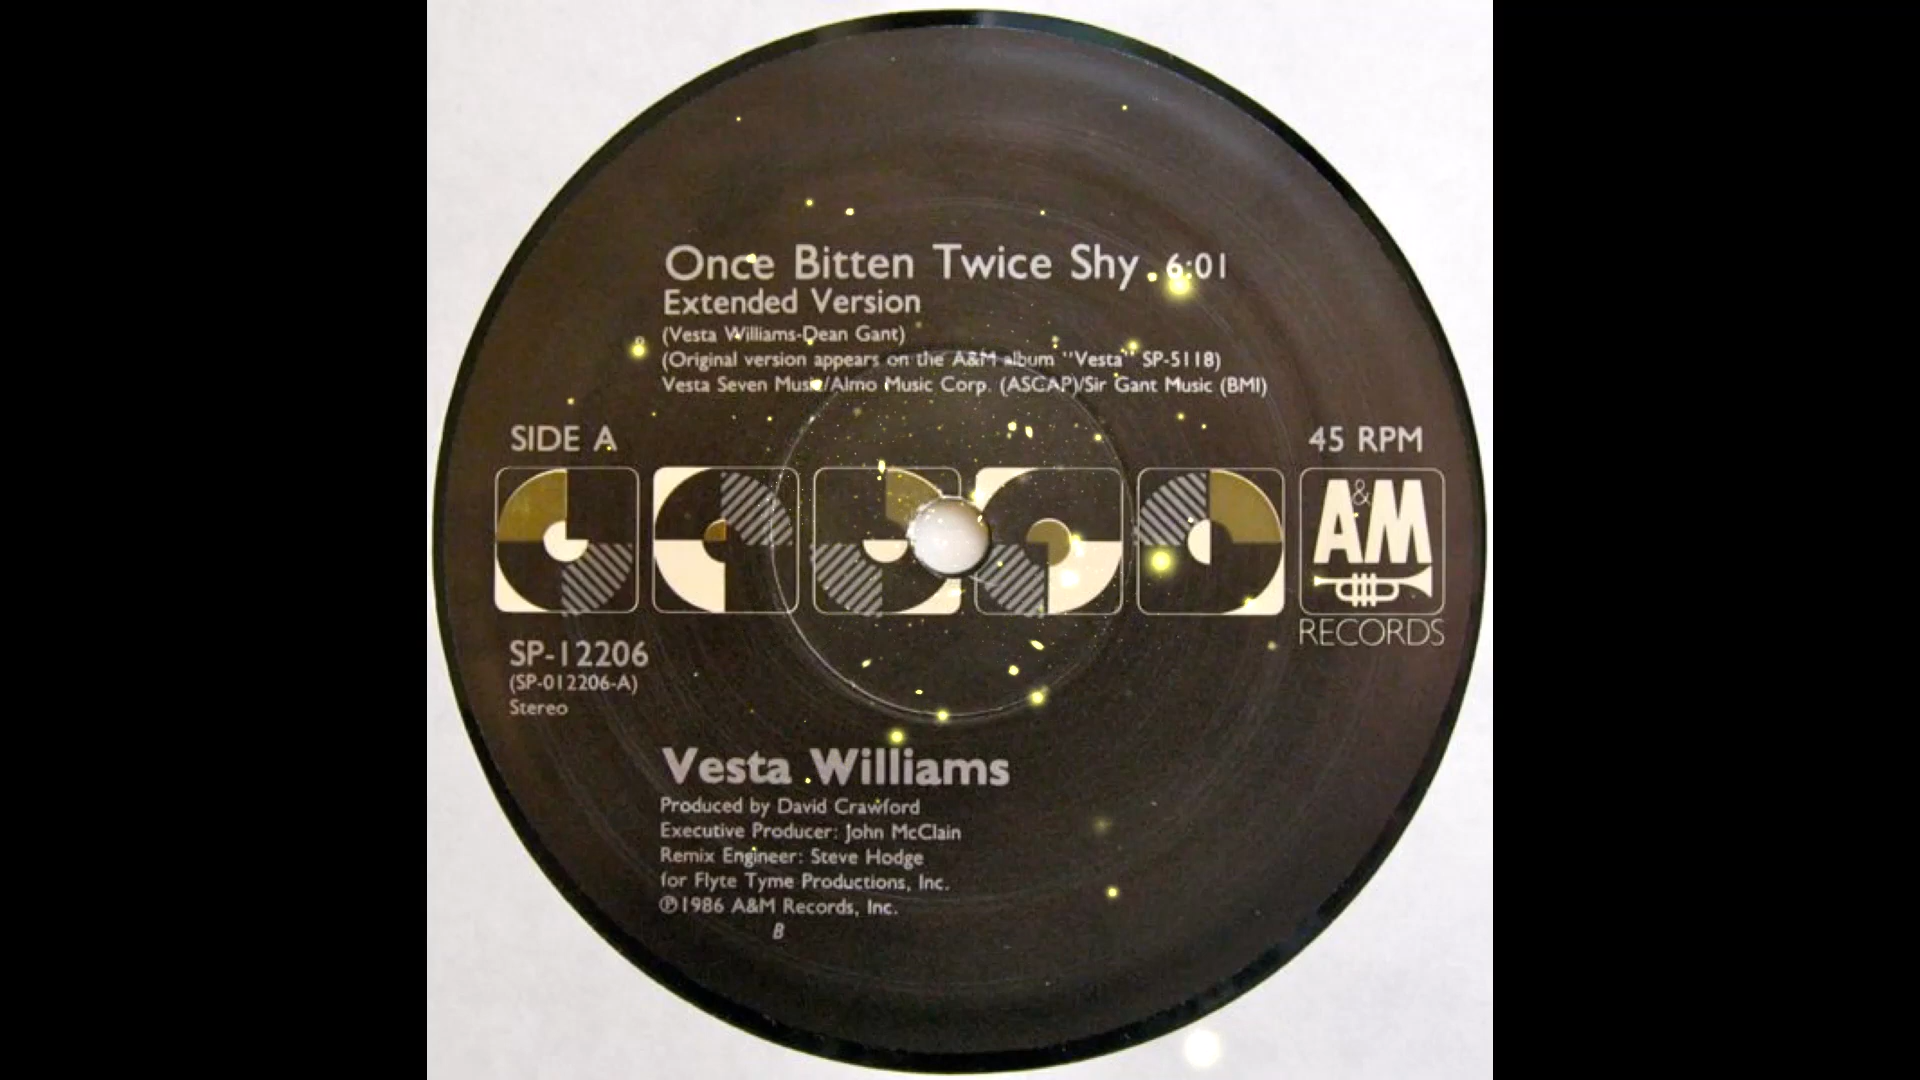 Once Bitten Twice Shy 6:01
Extended Version
(Vesta Williams-Dean Gant)
(Original version appears on the A&M album "Vesta" SP-5118)
Vesta Seven Music/Almo Music Corp. (ASCAP)/Sir Gant Music (BMI)
SIDE A
45 RPM
A&M
RECORDS
SP-12206
(SP-012206-A)
Stereo
Vesta Williams
Produced by David Crawford
Executive Producer: John McClain
Remix Engineer: Steve Hodge
for Flyte Tyme Productions, Inc.
℗1986 A&M Records, Inc.
B